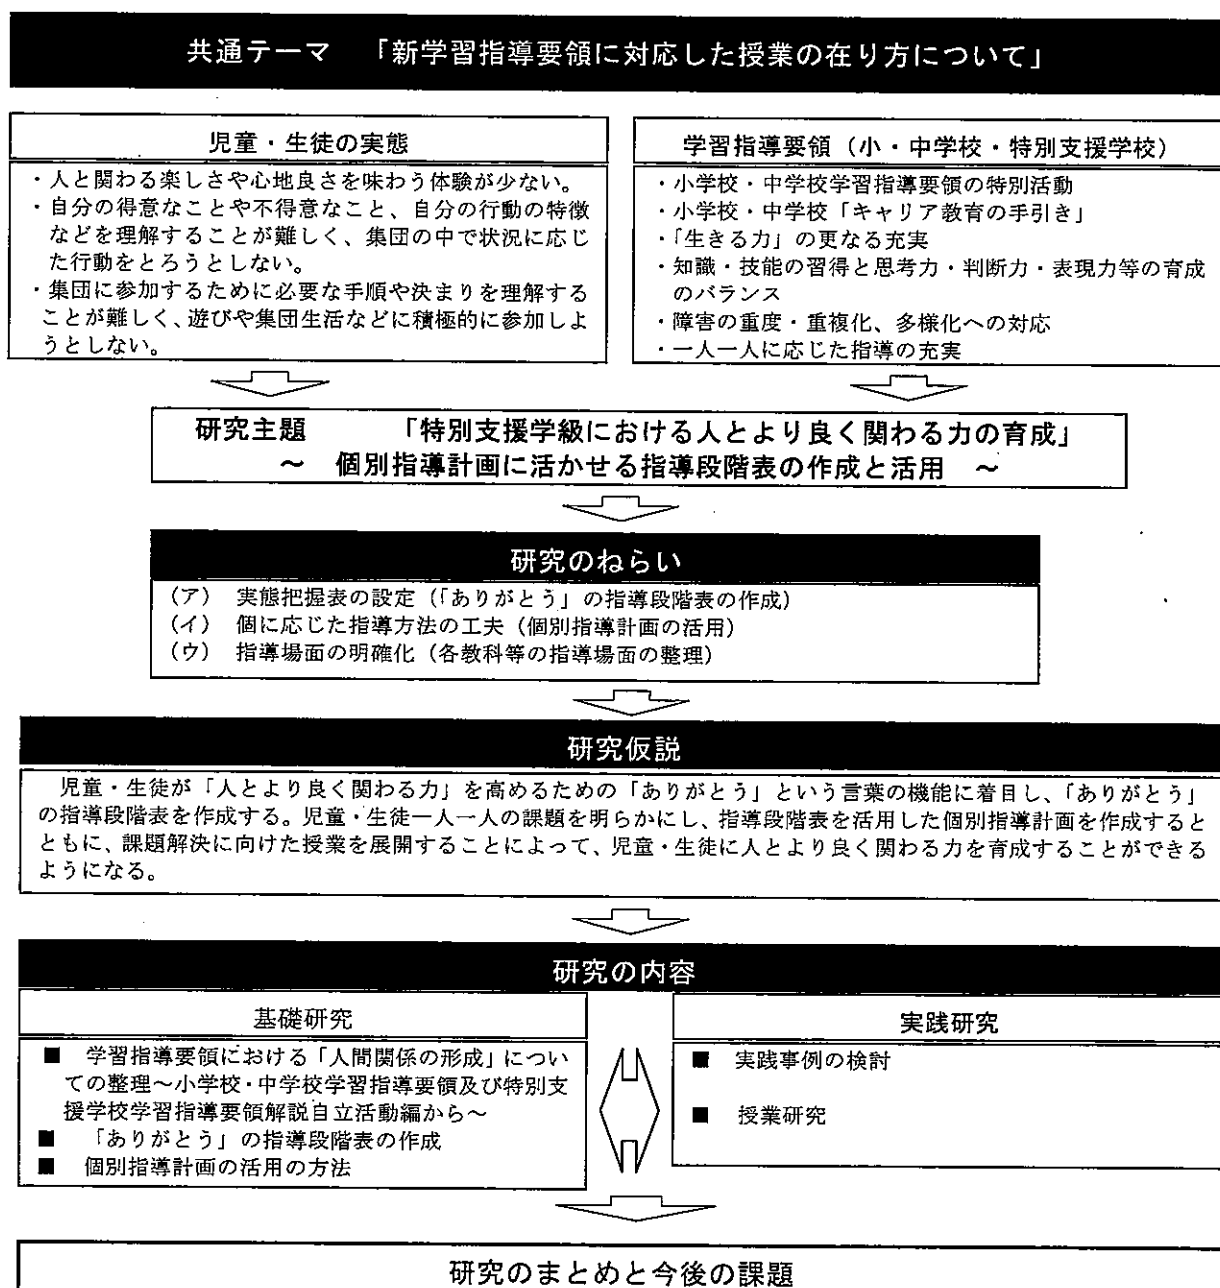 共通テーマ 「新学習指導要領に対応した授業の在り方について」
児童・生徒の実態
・人と関わる楽しさや心地良さを味わう体験が少ない。
・自分の得意なことや不得意なこと、自分の行動の特徴
などを理解することが難しく、集団の中で状況に応じ
た行動をとろうとしない。
・集団に参加するために必要な手順や決まりを理解する
ことが難しく、遊びや集団生活などに積極的に参加しよ
うとしない。
学習指導要領（小・中学校・特別支援学校）
・小学校・中学校学習指導要領の特別活動
・小学校・中学校「キャリア教育の手引き」
・「生きる力」の更なる充実
・知識・技能の習得と思考力・判断力・表現力等の育成
のバランス
・障害の重度・重複化、多様化への対応
・一人一人に応じた指導の充実
研究主題 「特別支援学級における人とより良く関わる力の育成」
～ 個別指導計画に活かせる指導段階表の作成と活用 ～
研究のねらい
（ア） 実態把握表の設定（「ありがとう」の指導段階表の作成）
（イ） 個に応じた指導方法の工夫（個別指導計画の活用）
（ウ） 指導場面の明確化（各教科等の指導場面の整理）
研究仮説
児童・生徒が「人とより良く関わる力」を高めるための「ありがとう」という言葉の機能に着目し、「ありがとう」
の指導段階表を作成する。児童・生徒一人一人の課題を明らかにし、指導段階表を活用した個別指導計画を作成すると
ともに、課題解決に向けた授業を展開することによって、児童・生徒に人とより良く関わる力を育成することができる
ようになる。
研究の内容
基礎研究
■ 学習指導要領における「人間関係の形成」につい
ての整理～小学校・中学校学習指導要領及び特別支
援学校学習指導要領解説自立活動編から～
■ 「ありがとう」の指導段階表の作成
■ 個別指導計画の活用の方法
実践研究
■ 実践事例の検討
■ 授業研究
研究のまとめと今後の課題